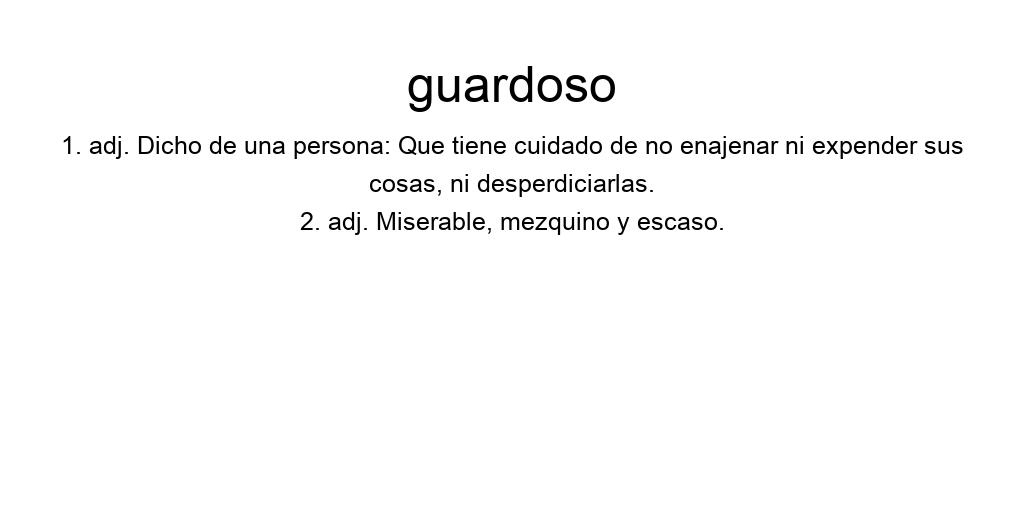 guardoso
1. adj. Dicho de una persona: Que tiene cuidado de no enajenar ni expender sus
cosas, ni desperdiciarlas.
2. adj. Miserable, mezquino y escaso.